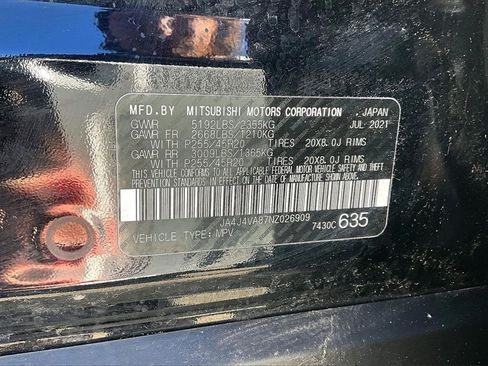 MFD.BY MITSUBISHI MOTORS CORPORATION , JAPAN
GVWR 5192LBS/2355KG JUL 2021
GAWR FR 2668LBS/1210KG
WITH P255/45R20 TIRES, 20X8.0J RIMS
GAWR RR 3009LBS/1365KG
WITH P255/45R20 TIRES, 20X8.0J RIMS
THIS VEHICLE CONFORMS TO ALL APPLICABLE FEDERAL MOTOR VEHICLE
SAFETY, BUMPER, AND THEFT PREVENTION STANDARDS
IN EFFECT ON THE DATE OF MANUFACTURE SHOWN ABOVE.
JA4J4VA87NZ026909
VEHICLE TYPE: MPV 7430C 635